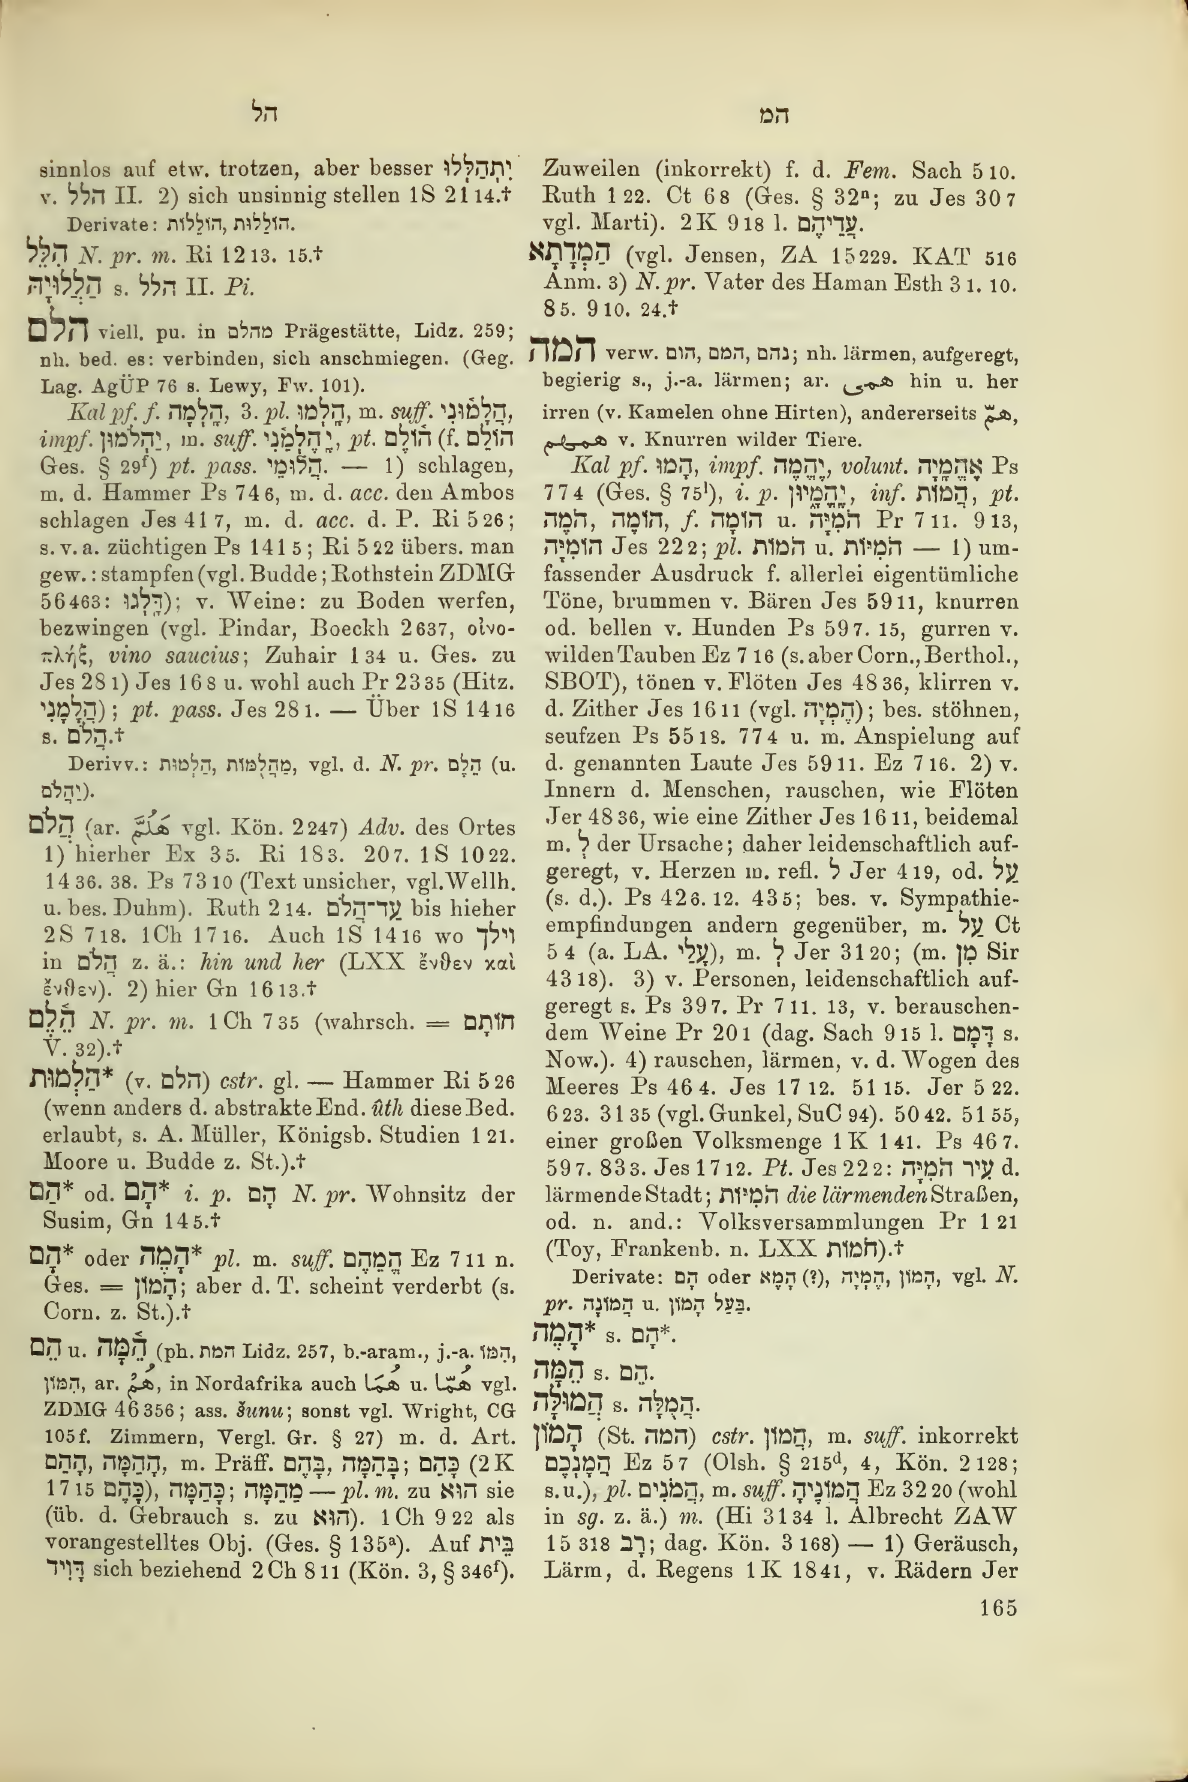 הל
sinnlos auf etw. trotzen, aber besser יִתְהַלְלוּ
v. הלל II. 2) sich unsinnig stellen 1S 21 14.†
Derivate: הוֹלֵלוֹת, הוֹלֵלוּת.
הִלֵּל N. pr. m. Ri 12 13. 15.†
הַלְלוּיָהּ s. הלל II. Pi.
הלם viell. pu. in מהלם Prägestätte, Lidz. 259;
nh. bed. es: verbinden, sich anschmiegen. (Geg.
Lag. AgÜP 76 s. Lewy, Fw. 101).
Kal pf. f. הָלְמָה, 3. pl. הָלְמוּ, m. suff. הֲלָמוּנִי,
impf. יַהֲלֹמוּן, m. suff. יֶהֶלְמֵנִי, pt. הוֹלֵם (f. הוֹלֵם
Ges. § 29f) pt. pass. הֲלוּמֵי. — 1) schlagen,
m. d. Hammer Ps 74 6, m. d. acc. den Ambos
schlagen Jes 41 7, m. d. acc. d. P. Ri 5 26;
s. v. a. züchtigen Ps 141 5; Ri 5 22 übers. man
gew.: stampfen (vgl. Budde; Rothstein ZDMG
56 463: הָלְנוּ); v. Weine: zu Boden werfen,
bezwingen (vgl. Pindar, Boeckh 2 637, οἰνο-
πλήξ, vino saucius; Zuhair 1 34 u. Ges. zu
Jes 28 1) Jes 16 8 u. wohl auch Pr 23 35 (Hitz.
הֲלָמָנִי); pt. pass. Jes 28 1. — Über 1S 14 16
s. הֲלֹם.†
Derivv.: הַלְמוּת, מַהֲלֻמוֹת, vgl. d. N. pr. הֵלֶם (u.
יַהֲלֹם).
הֲלֹם (ar. هَلُمَّ vgl. Kön. 2 247) Adv. des Ortes
1) hierher Ex 3 5. Ri 18 3. 20 7. 1S 10 22.
14 36. 38. Ps 73 10 (Text unsicher, vgl. Wellh.
u. bes. Duhm). Ruth 2 14. עַד־הֲלֹם bis hieher
2S 7 18. 1Ch 17 16. Auch 1S 14 16 wo וילך
in הֲלֹם z. ä.: hin und her (LXX ἔνθεν καὶ
ἔνθεν). 2) hier Gn 16 13.†
הֵלֶם N. pr. m. 1Ch 7 35 (wahrsch. = חוֹתָם
V. 32).†
הַלְמוּת* (v. הלם) cstr. gl. — Hammer Ri 5 26
(wenn anders d. abstrakte End. ûth diese Bed.
erlaubt, s. A. Müller, Königsb. Studien 1 21.
Moore u. Budde z. St.).†
הַם* od. הָם* i. p. הָם N. pr. Wohnsitz der
Susim, Gn 14 5.†
הָם* oder הָמֶה* pl. m. suff. הֲמֵהֶם Ez 7 11 n.
Ges. = הָמוֹן; aber d. T. scheint verderbt (s.
Corn. z. St.).†
הֵם u. הֵמָּה (ph. המת Lidz. 257, b.-aram., j.-a. הִמּוֹ,
הִמּוֹן, ar. هُمُ, in Nordafrika auch هُمَا u. هُمَّا vgl.
ZDMG 46 356; ass. šunu; sonst vgl. Wright, CG
105 f. Zimmern, Vergl. Gr. § 27) m. d. Art.
הָהֵם, הָהֵמָּה, m. Präff. בָּהֶם, בָּהֵמָּה; כָּהֵם (2K
17 15 כָּהֶם), כָּהֵמָּה; מֵהֵמָּה — pl. m. zu הוּא sie
(üb. d. Gebrauch s. zu הוּא). 1Ch 9 22 als
vorangestelltes Obj. (Ges. § 135a). Auf בֵּית
דָּוִיד sich beziehend 2Ch 8 11 (Kön. 3, § 346f).
המ
Zuweilen (inkorrekt) f. d. Fem. Sach 5 10.
Ruth 1 22. Ct 6 8 (Ges. § 32n; zu Jes 30 7
vgl. Marti). 2K 9 18 l. עֲדֵיהֶם.
הַמְּדָתָא (vgl. Jensen, ZA 15 229. KAT 516
Anm. 3) N. pr. Vater des Haman Esth 3 1. 10.
8 5. 9 10. 24.†
המה verw. נהם, המם, הום; nh. lärmen, aufgeregt,
begierig s., j.-a. lärmen; ar. همى hin u. her
irren (v. Kamelen ohne Hirten), andererseits همّ,
همهم v. Knurren wilder Tiere.
Kal pf. הָמוּ, impf. יֶהֱמֶה, volunt. אֶהֱמָיָה Ps
77 4 (Ges. § 75l), i. p. יֶהֱמָיוּן, inf. הֲמוֹת, pt.
הֹמֶה, הוֹמֶה, f. הוֹמָה u. הֹמִיָּה Pr 7 11. 9 13,
הוֹמִיָּה Jes 22 2; pl. הֹמוֹת u. הֹמִיּוֹת — 1) um-
fassender Ausdruck f. allerlei eigentümliche
Töne, brummen v. Bären Jes 59 11, knurren
od. bellen v. Hunden Ps 59 7. 15, gurren v.
wilden Tauben Ez 7 16 (s. aber Corn., Berthol.,
SBOT), tönen v. Flöten Jes 48 36, klirren v.
d. Zither Jes 16 11 (vgl. הֶמְיָה); bes. stöhnen,
seufzen Ps 55 18. 77 4 u. m. Anspielung auf
d. genannten Laute Jes 59 11. Ez 7 16. 2) v.
Innern d. Menschen, rauschen, wie Flöten
Jer 48 36, wie eine Zither Jes 16 11, beidemal
m. לְ der Ursache; daher leidenschaftlich auf-
geregt, v. Herzen m. refl. לְ Jer 4 19, od. עַל
(s. d.). Ps 42 6. 12. 43 5; bes. v. Sympathie-
empfindungen andern gegenüber, m. עַל Ct
5 4 (a. LA. עָלַי), m. לְ Jer 31 20; (m. מִן Sir
43 18). 3) v. Personen, leidenschaftlich auf-
geregt s. Ps 39 7. Pr 7 11. 13, v. berauschen-
dem Weine Pr 20 1 (dag. Sach 9 15 l. דָּמָם s.
Now.). 4) rauschen, lärmen, v. d. Wogen des
Meeres Ps 46 4. Jes 17 12. 51 15. Jer 5 22.
6 23. 31 35 (vgl. Gunkel, SuC 94). 50 42. 51 55,
einer großen Volksmenge 1K 1 41. Ps 46 7.
59 7. 83 3. Jes 17 12. Pt. Jes 22 2: עִיר הֹמִיָּה d.
lärmende Stadt; הֹמִיּוֹת die lärmenden Straßen,
od. n. and.: Volksversammlungen Pr 1 21
(Toy, Frankenb. n. LXX חֹמוֹת).†
Derivate: הָם oder הָמָא (?), הֶמְיָה, הָמוֹן, vgl. N.
pr. הֲמוֹנָה u. בַּעַל הָמוֹן.
הָמֶה* s. הָם*.
הֵמָּה s. הֵם.
הֲמוּלָּה s. הֲמֻלָּה.
הָמוֹן (St. המה) cstr. הֲמוֹן, m. suff. inkorrekt
הֲמָנְכֶם Ez 5 7 (Olsh. § 215d, 4, Kön. 2 128;
s. u.), pl. הֲמֹנִים, m. suff. הֲמוֹנֶיהָ Ez 32 20 (wohl
in sg. z. ä.) m. (Hi 31 34 l. Albrecht ZAW
15 318 רַב; dag. Kön. 3 168) — 1) Geräusch,
Lärm, d. Regens 1K 18 41, v. Rädern Jer
165